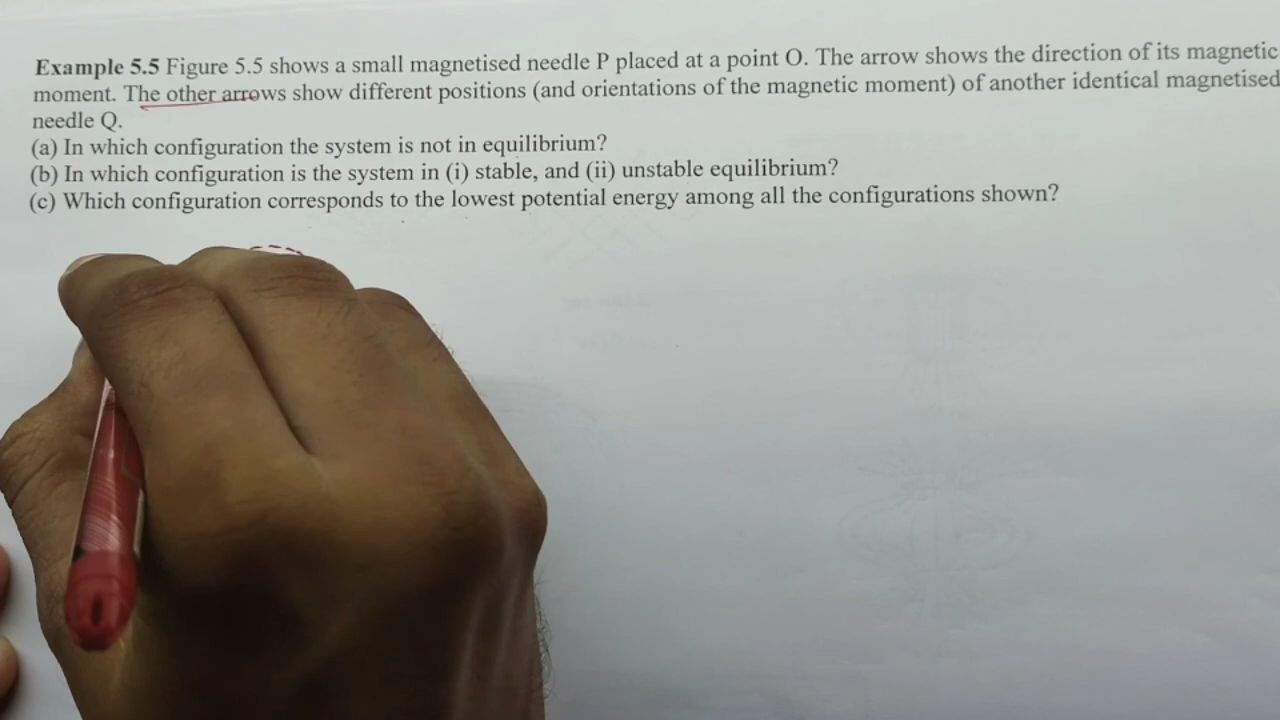 Example 5.5 Figure 5.5 shows a small magnetised needle P placed at a point O. The arrow shows the direction of its magnetic
moment. The other arrows show different positions (and orientations of the magnetic moment) of another identical magnetised
needle Q.
(a) In which configuration the system is not in equilibrium?
(b) In which configuration is the system in (i) stable, and (ii) unstable equilibrium?
(c) Which configuration corresponds to the lowest potential energy among all the configurations shown?